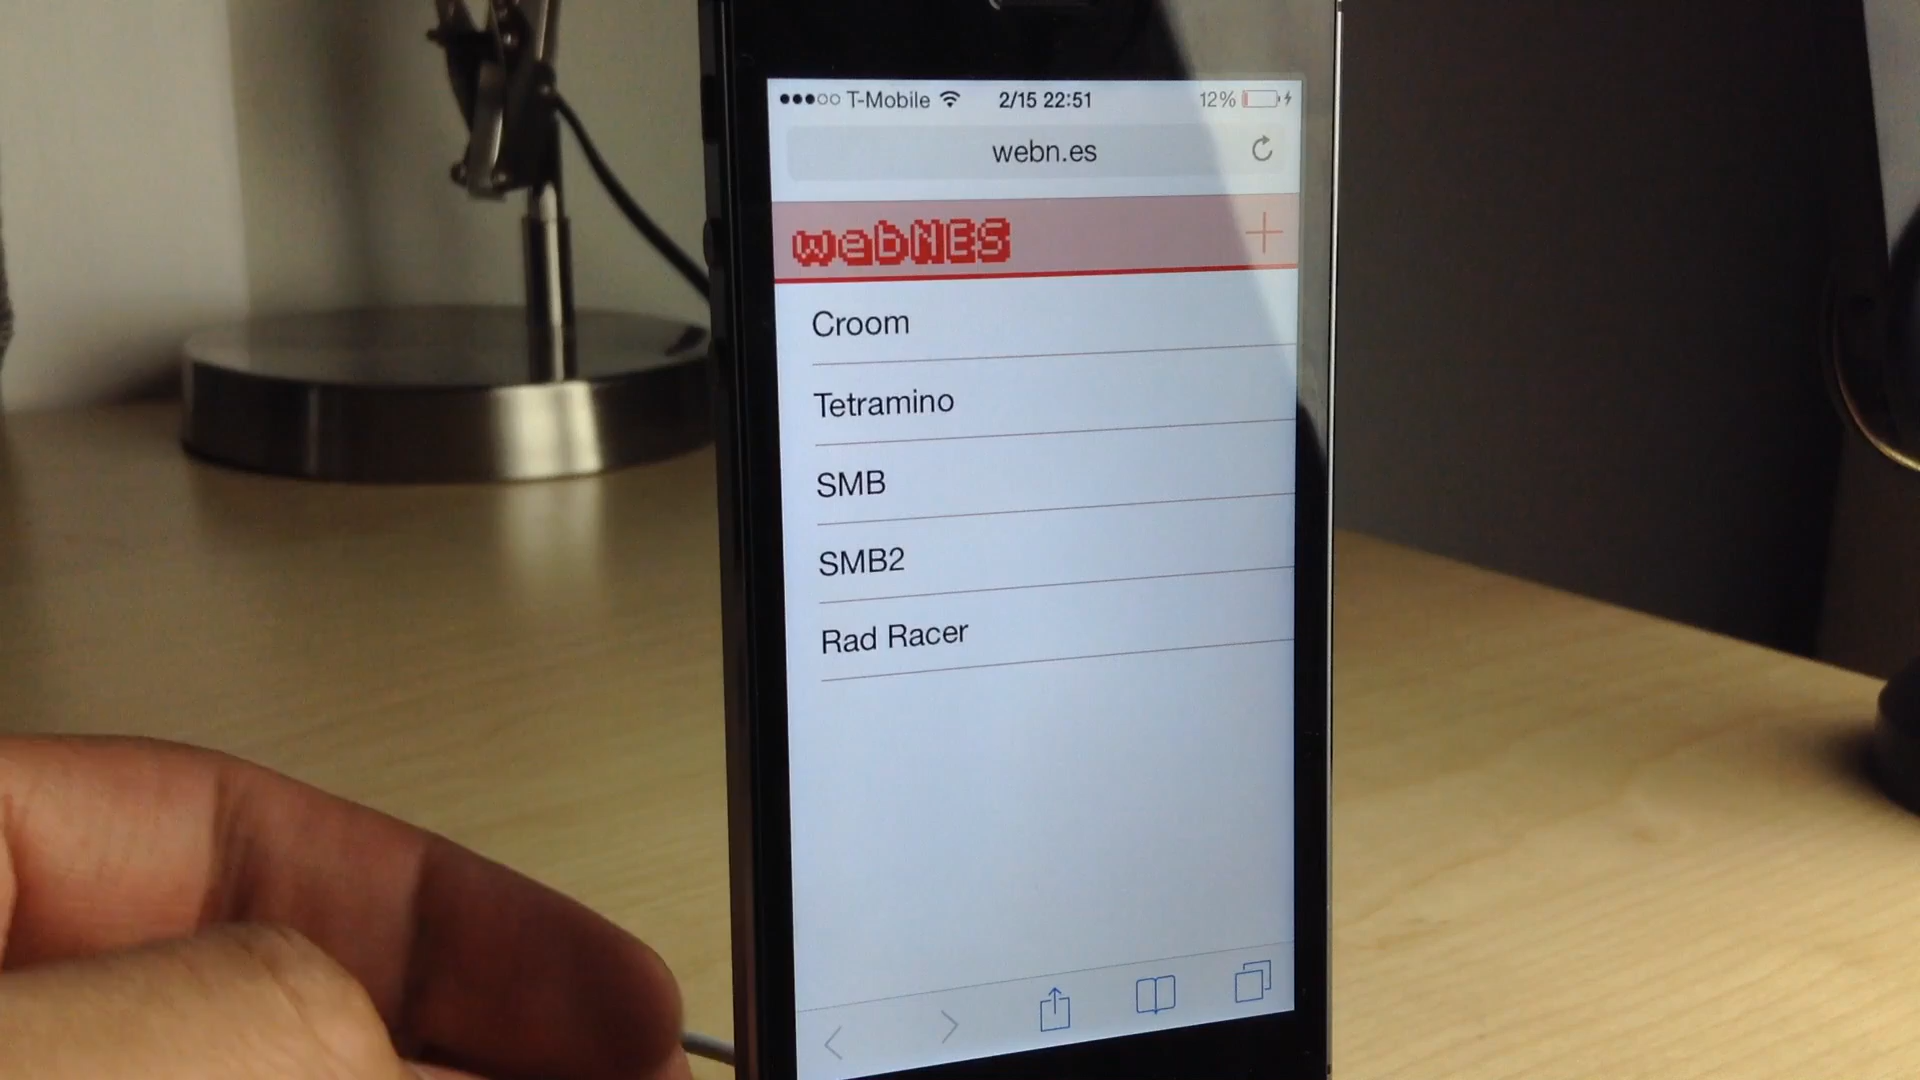 T-Mobile 2/15 22:51 12%
webn.es
webNES
Croom
Tetramino
SMB
SMB2
Rad Racer